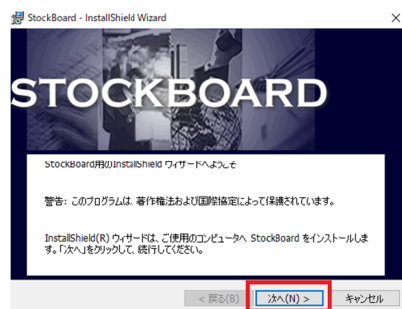 StockBoard - InstallShield Wizard
STOCKBOARD
StockBoard用のInstallShield ウィザードへようこそ
警告: このプログラムは、著作権法および国際協定によって保護されています。
InstallShield(R) ウィザードは、ご使用のコンピュータへ StockBoard をインストールしま
す。「次へ」をクリックして、続行してください。
< 戻る(B)
次へ(N) >
キャンセル